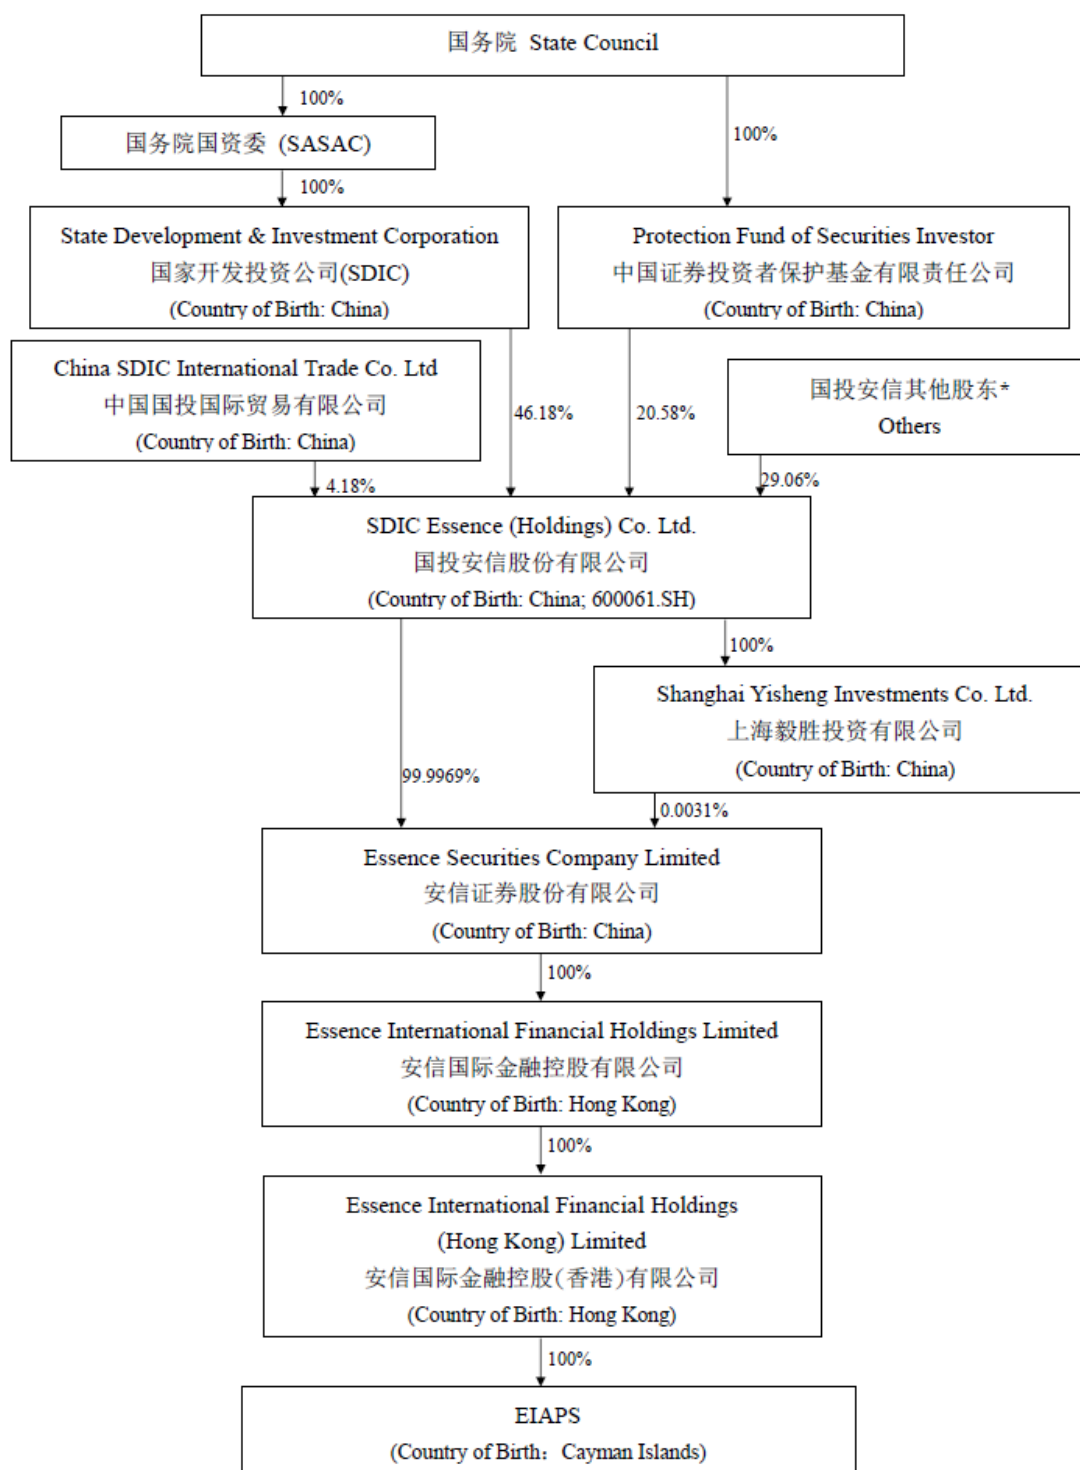 国务院 State Council
100%
100%
国务院国资委 (SASAC)
100%
State Development & Investment Corporation
国家开发投资公司(SDIC)
(Country of Birth: China)
Protection Fund of Securities Investor
中国证券投资者保护基金有限责任公司
(Country of Birth: China)
China SDIC International Trade Co. Ltd
中国国投国际贸易有限公司
(Country of Birth: China)
46.18%
20.58%
国投安信其他股东*
Others
4.18%
29.06%
SDIC Essence (Holdings) Co. Ltd.
国投安信股份有限公司
(Country of Birth: China; 600061.SH)
100%
Shanghai Yisheng Investments Co. Ltd.
上海毅胜投资有限公司
(Country of Birth: China)
99.9969%
0.0031%
Essence Securities Company Limited
安信证券股份有限公司
(Country of Birth: China)
100%
Essence International Financial Holdings Limited
安信国际金融控股有限公司
(Country of Birth: Hong Kong)
100%
Essence International Financial Holdings
(Hong Kong) Limited
安信国际金融控股(香港)有限公司
(Country of Birth: Hong Kong)
100%
EIAPS
(Country of Birth：Cayman Islands)